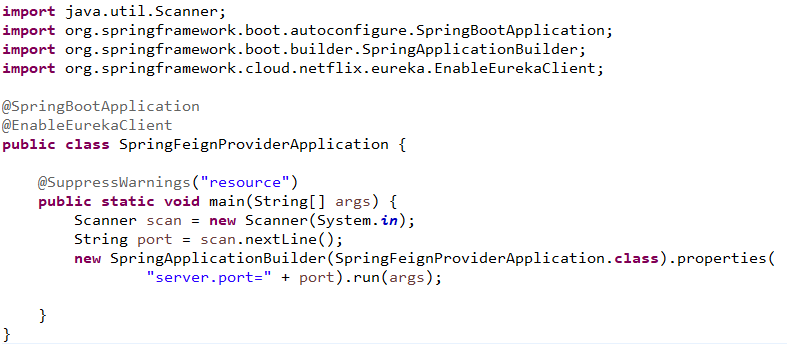 import java.util.Scanner;
import org.springframework.boot.autoconfigure.SpringBootApplication;
import org.springframework.boot.builder.SpringApplicationBuilder;
import org.springframework.cloud.netflix.eureka.EnableEurekaClient;

@SpringBootApplication
@EnableEurekaClient
public class SpringFeignProviderApplication {

    @SuppressWarnings("resource")
    public static void main(String[] args) {
        Scanner scan = new Scanner(System.in);
        String port = scan.nextLine();
        new SpringApplicationBuilder(SpringFeignProviderApplication.class).properties(
                "server.port=" + port).run(args);

    }
}